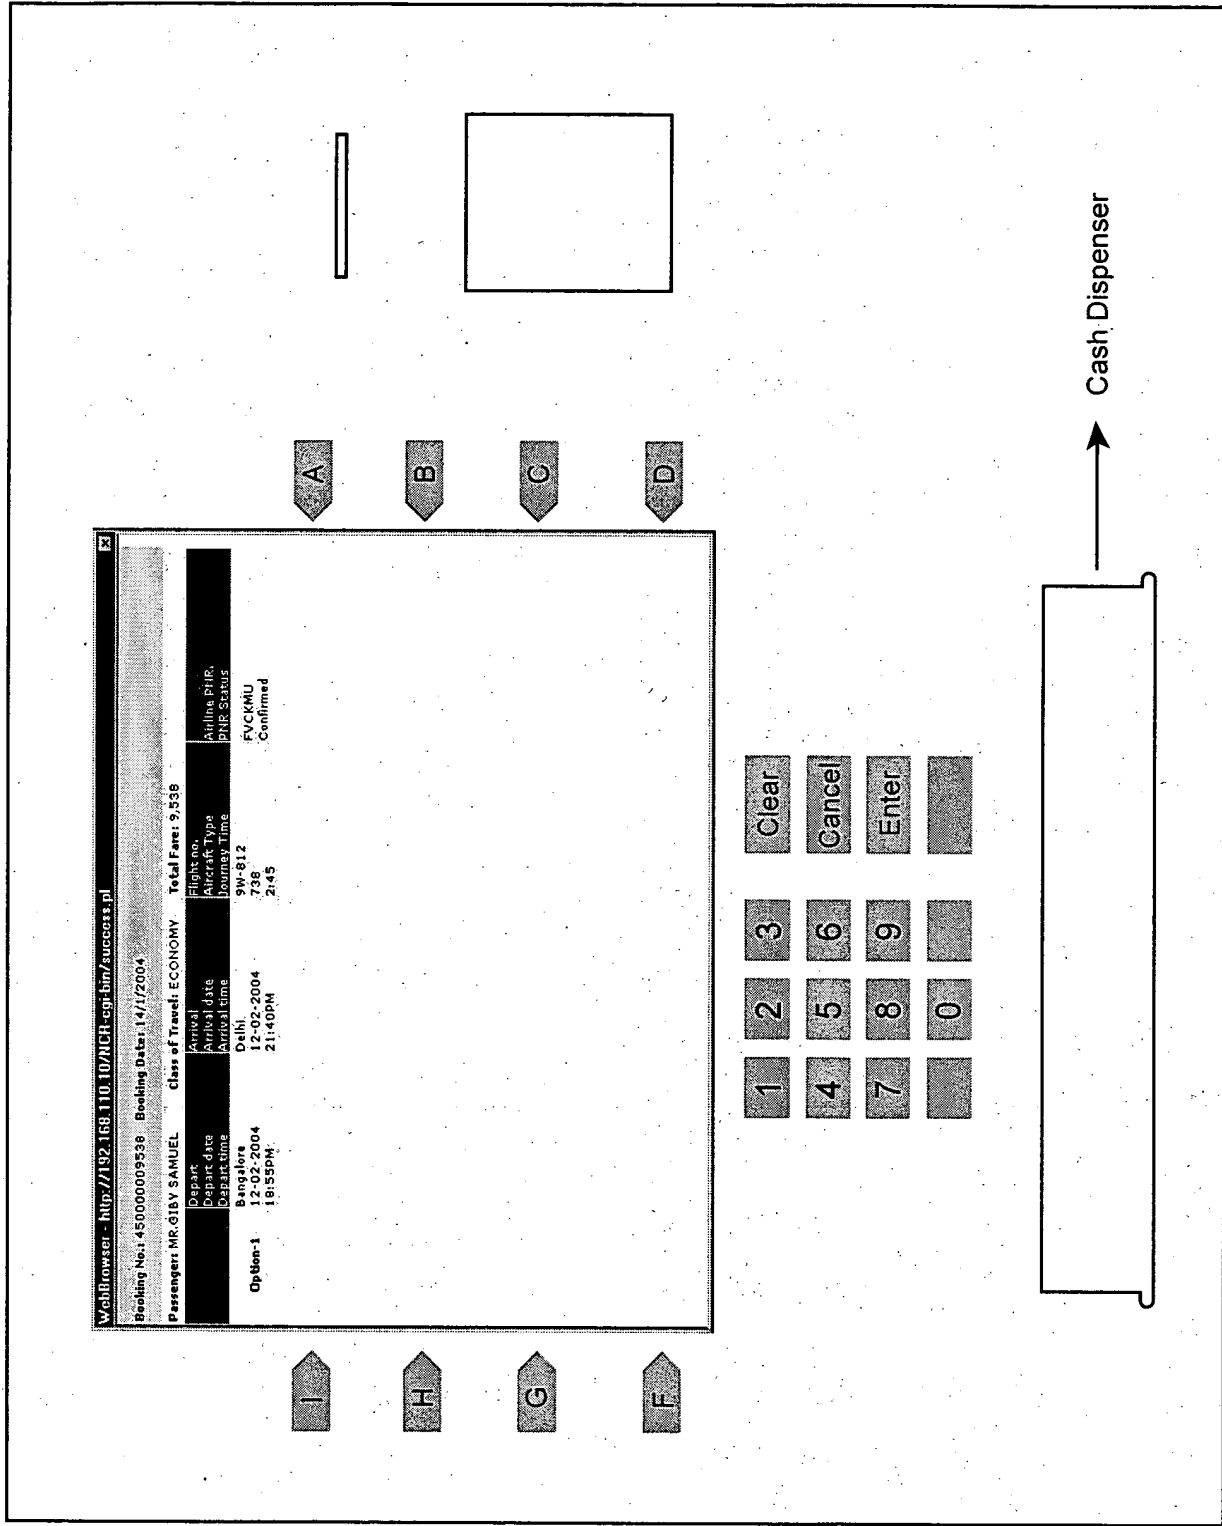 WebBrowser - http://192.168.110.10/NCR-cgi-bin/success.pl
Booking No.: 450000009538 Booking Date: 14/1/2004
Passenger: MR.GIBY SAMUEL Class of Travel: ECONOMY Total Fare: 9,538
Depart Arrival Flight no.
Depart date Arrival date Aircraft Type Airline PNR.
Depart time Arrival time Journey Time PNR Status
Bangalore Delhi 9W-812
Option-1 12-02-2004 12-02-2004 738 FVCKMU
18:55PM 21:40PM 2:45 Confirmed
I A
H B
G C
F D
1 2 3 Clear
4 5 6 Cancel
7 8 9 Enter
0
Cash Dispenser